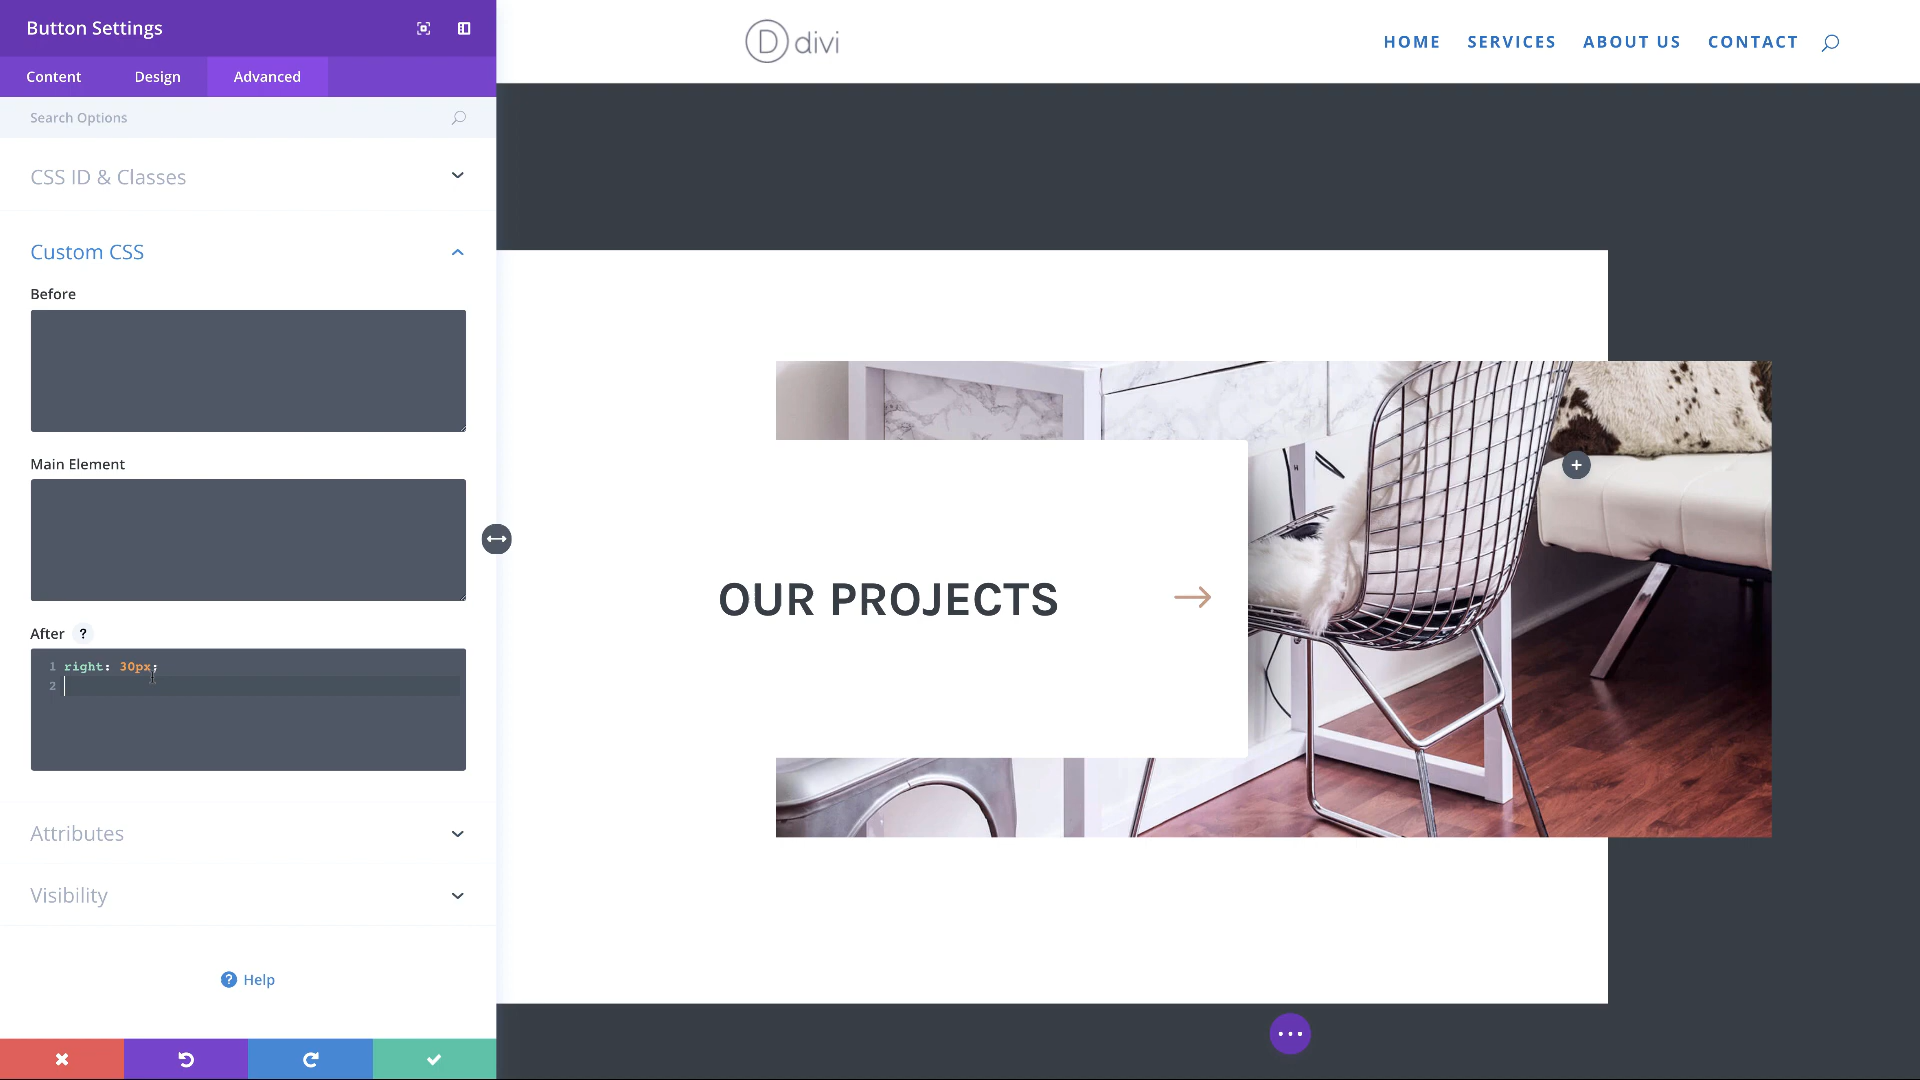 Button Settings
Content Design Advanced
Search Options
CSS ID & Classes
Custom CSS
Before
Main Element
After ?
1 right: 30px;
2
Attributes
Visibility
? Help
D divi
HOME SERVICES ABOUT US CONTACT
OUR PROJECTS